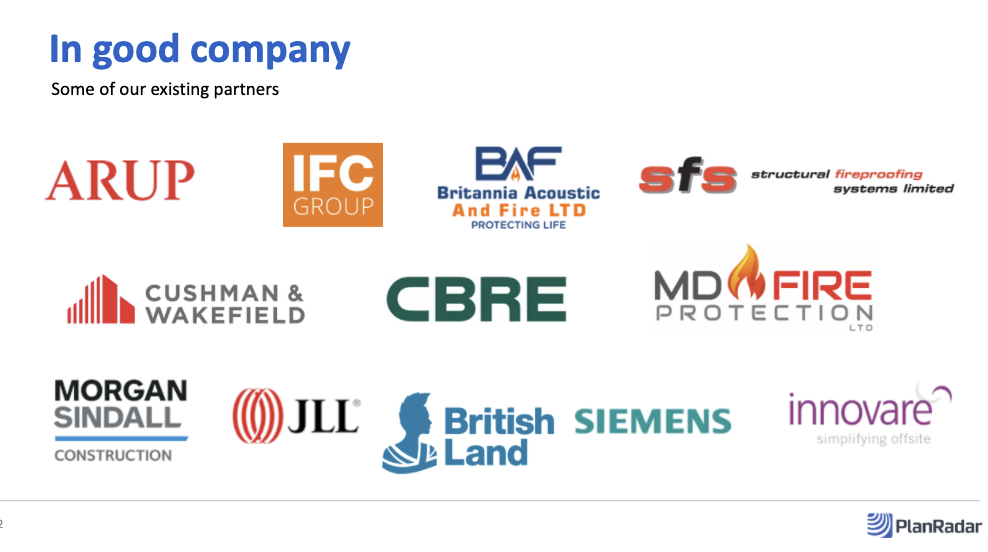 In good company
Some of our existing partners
ARUP
IFC
GROUP
BAF
Britannia Acoustic
And Fire LTD
PROTECTING LIFE
sfs
structural fireproofing
systems limited
CUSHMAN &
WAKEFIELD
CBRE
MD FIRE
PROTECTION
LTD
MORGAN
SINDALL
CONSTRUCTION
JLL®
British
Land
SIEMENS
innovare
simplifying offsite
2
PlanRadar